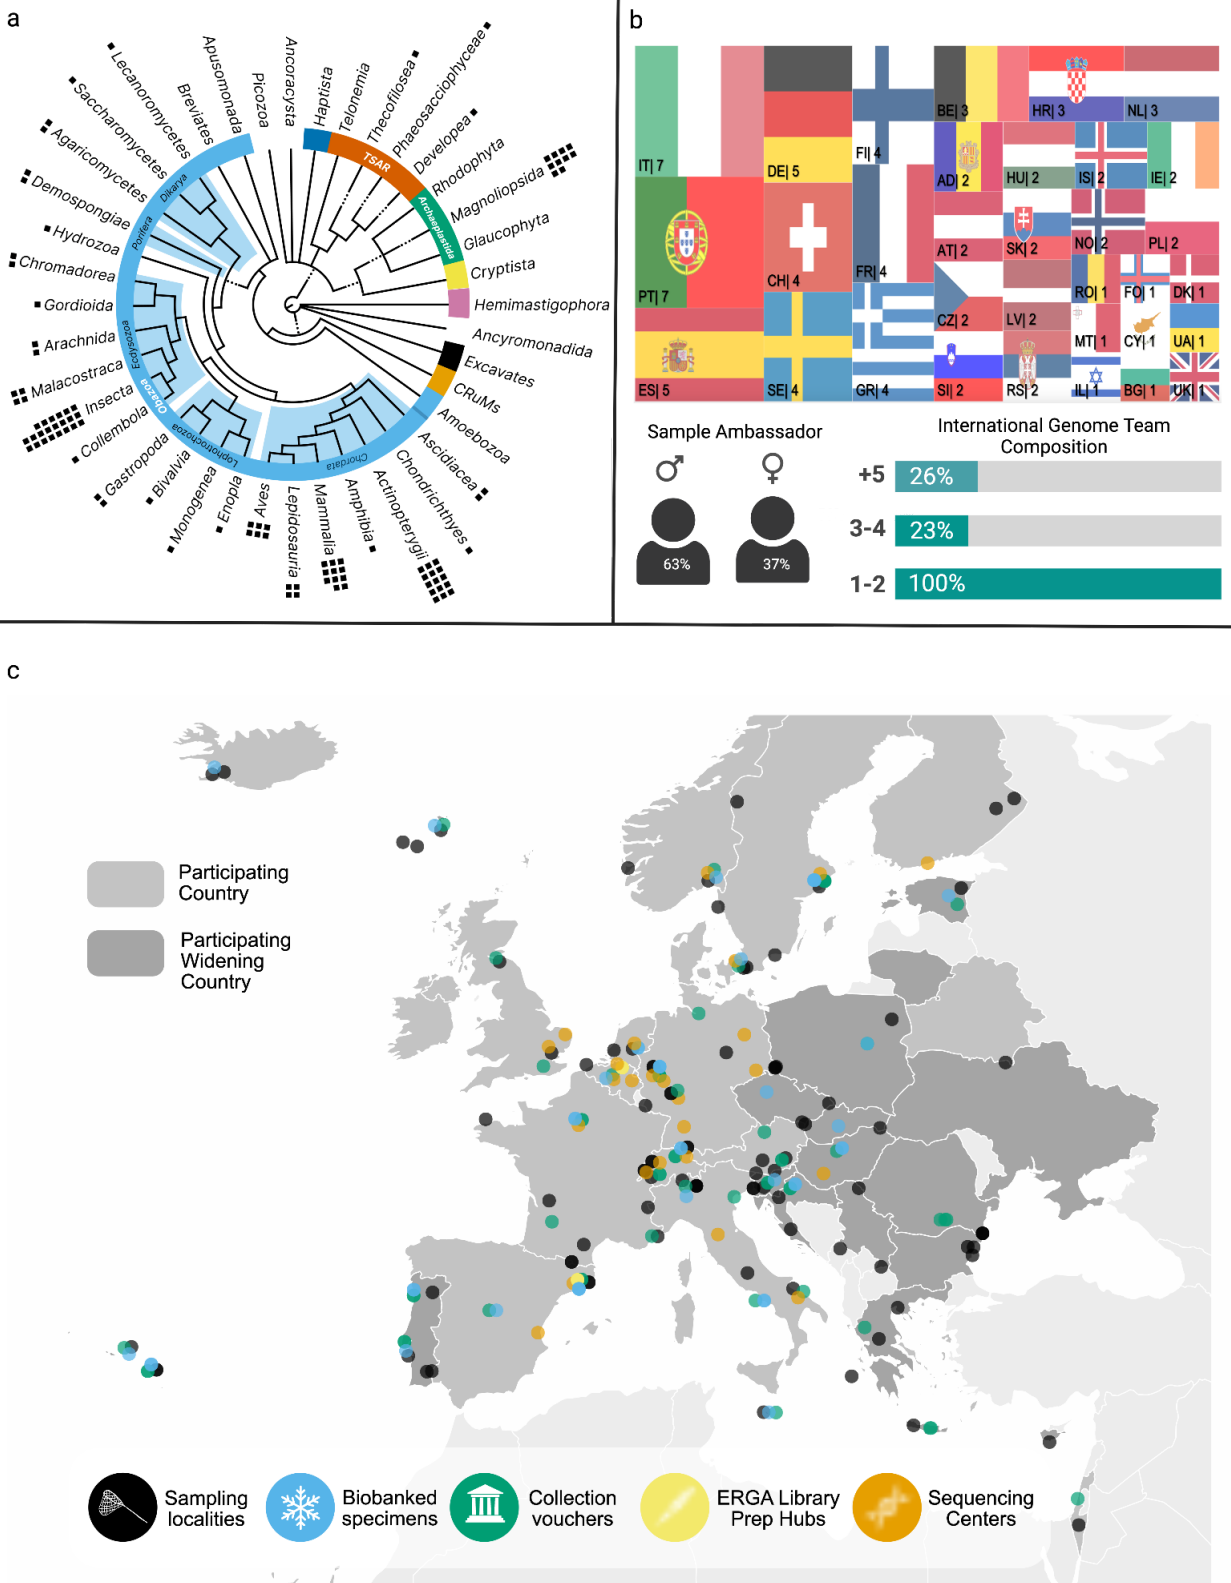 a
Lecanoromycetes
Saccharomycetes
Agaricomycetes
Demospongiae
Hydrozoa
Chromadorea
Gordioida
Arachnida
Malacostraca
Insecta
Collembola
Gastropoda
Bivalvia
Monogenea
Enopla
Aves
Lepidosauria
Mammalia
Amphibia
Actinopterygii
Chondrichthyes
Ascidiacea
Amoebozoa
CRuMs
Excavates
Ancyromonadida
Hemimastigophora
Cryptista
Glaucophyta
Magnoliopsida
Rhodophyta
Developea
Phaeosacciophyceae
Thecofilosea
Telonemia
Haptista
Ancoracysta
Picozoa
Apusomonada
Breviates
Dikarya
Porifera
Ecdysozoa
Obazoa
Lophotrochozoa
Chordata
TSAR
Archaeplastida
b
IT| 7
PT| 7
ES| 5
DE| 5
CH| 4
SE| 4
FI| 4
FR| 4
GR| 4
BE| 3
HR| 3
NL| 3
AD| 2
HU| 2
IS| 2
IE| 2
AT| 2
SK| 2
NO| 2
PL| 2
CZ| 2
LV| 2
RO| 1
FO| 1
DK| 1
MT| 1
CY| 1
UA| 1
SI| 2
RS| 2
IL| 1
BG| 1
UK| 1
Sample Ambassador
63%
37%
International Genome Team
Composition
+5
26%
3-4
23%
1-2
100%
c
Participating
Country
Participating
Widening
Country
Sampling
localities
Biobanked
specimens
Collection
vouchers
ERGA Library
Prep Hubs
Sequencing
Centers